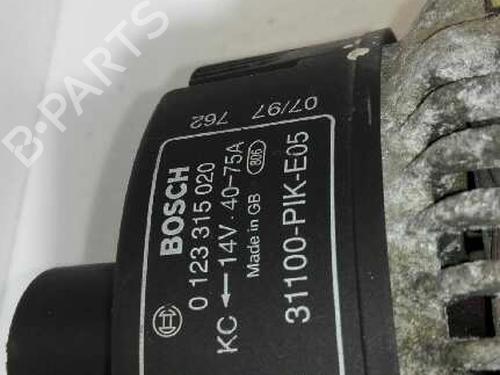 BOSCH
0 123 315 020
KC ← 14V . 40-75A
Made in GB 806
31100-PIK-E05
07/97 762
B-PARTS